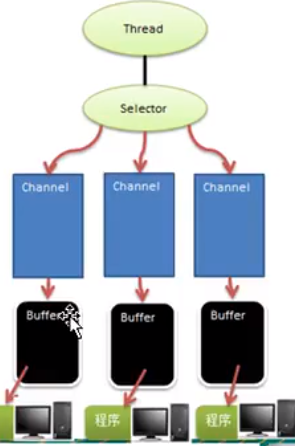 Thread
Selector
Channel Channel Channel
Buffer Buffer Buffer
程序 程序